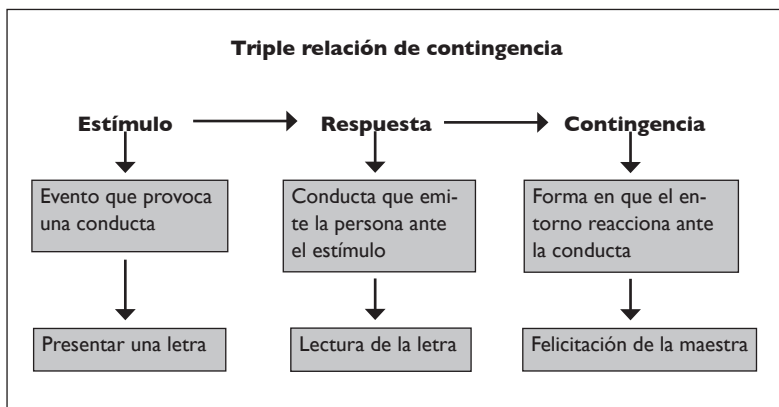 Triple relación de contingencia
Estímulo
Respuesta
Contingencia
Evento que provoca
una conducta
Conducta que emi-
te la persona ante
el estímulo
Forma en que el en-
torno reacciona ante
la conducta
Presentar una letra
Lectura de la letra
Felicitación de la maestra